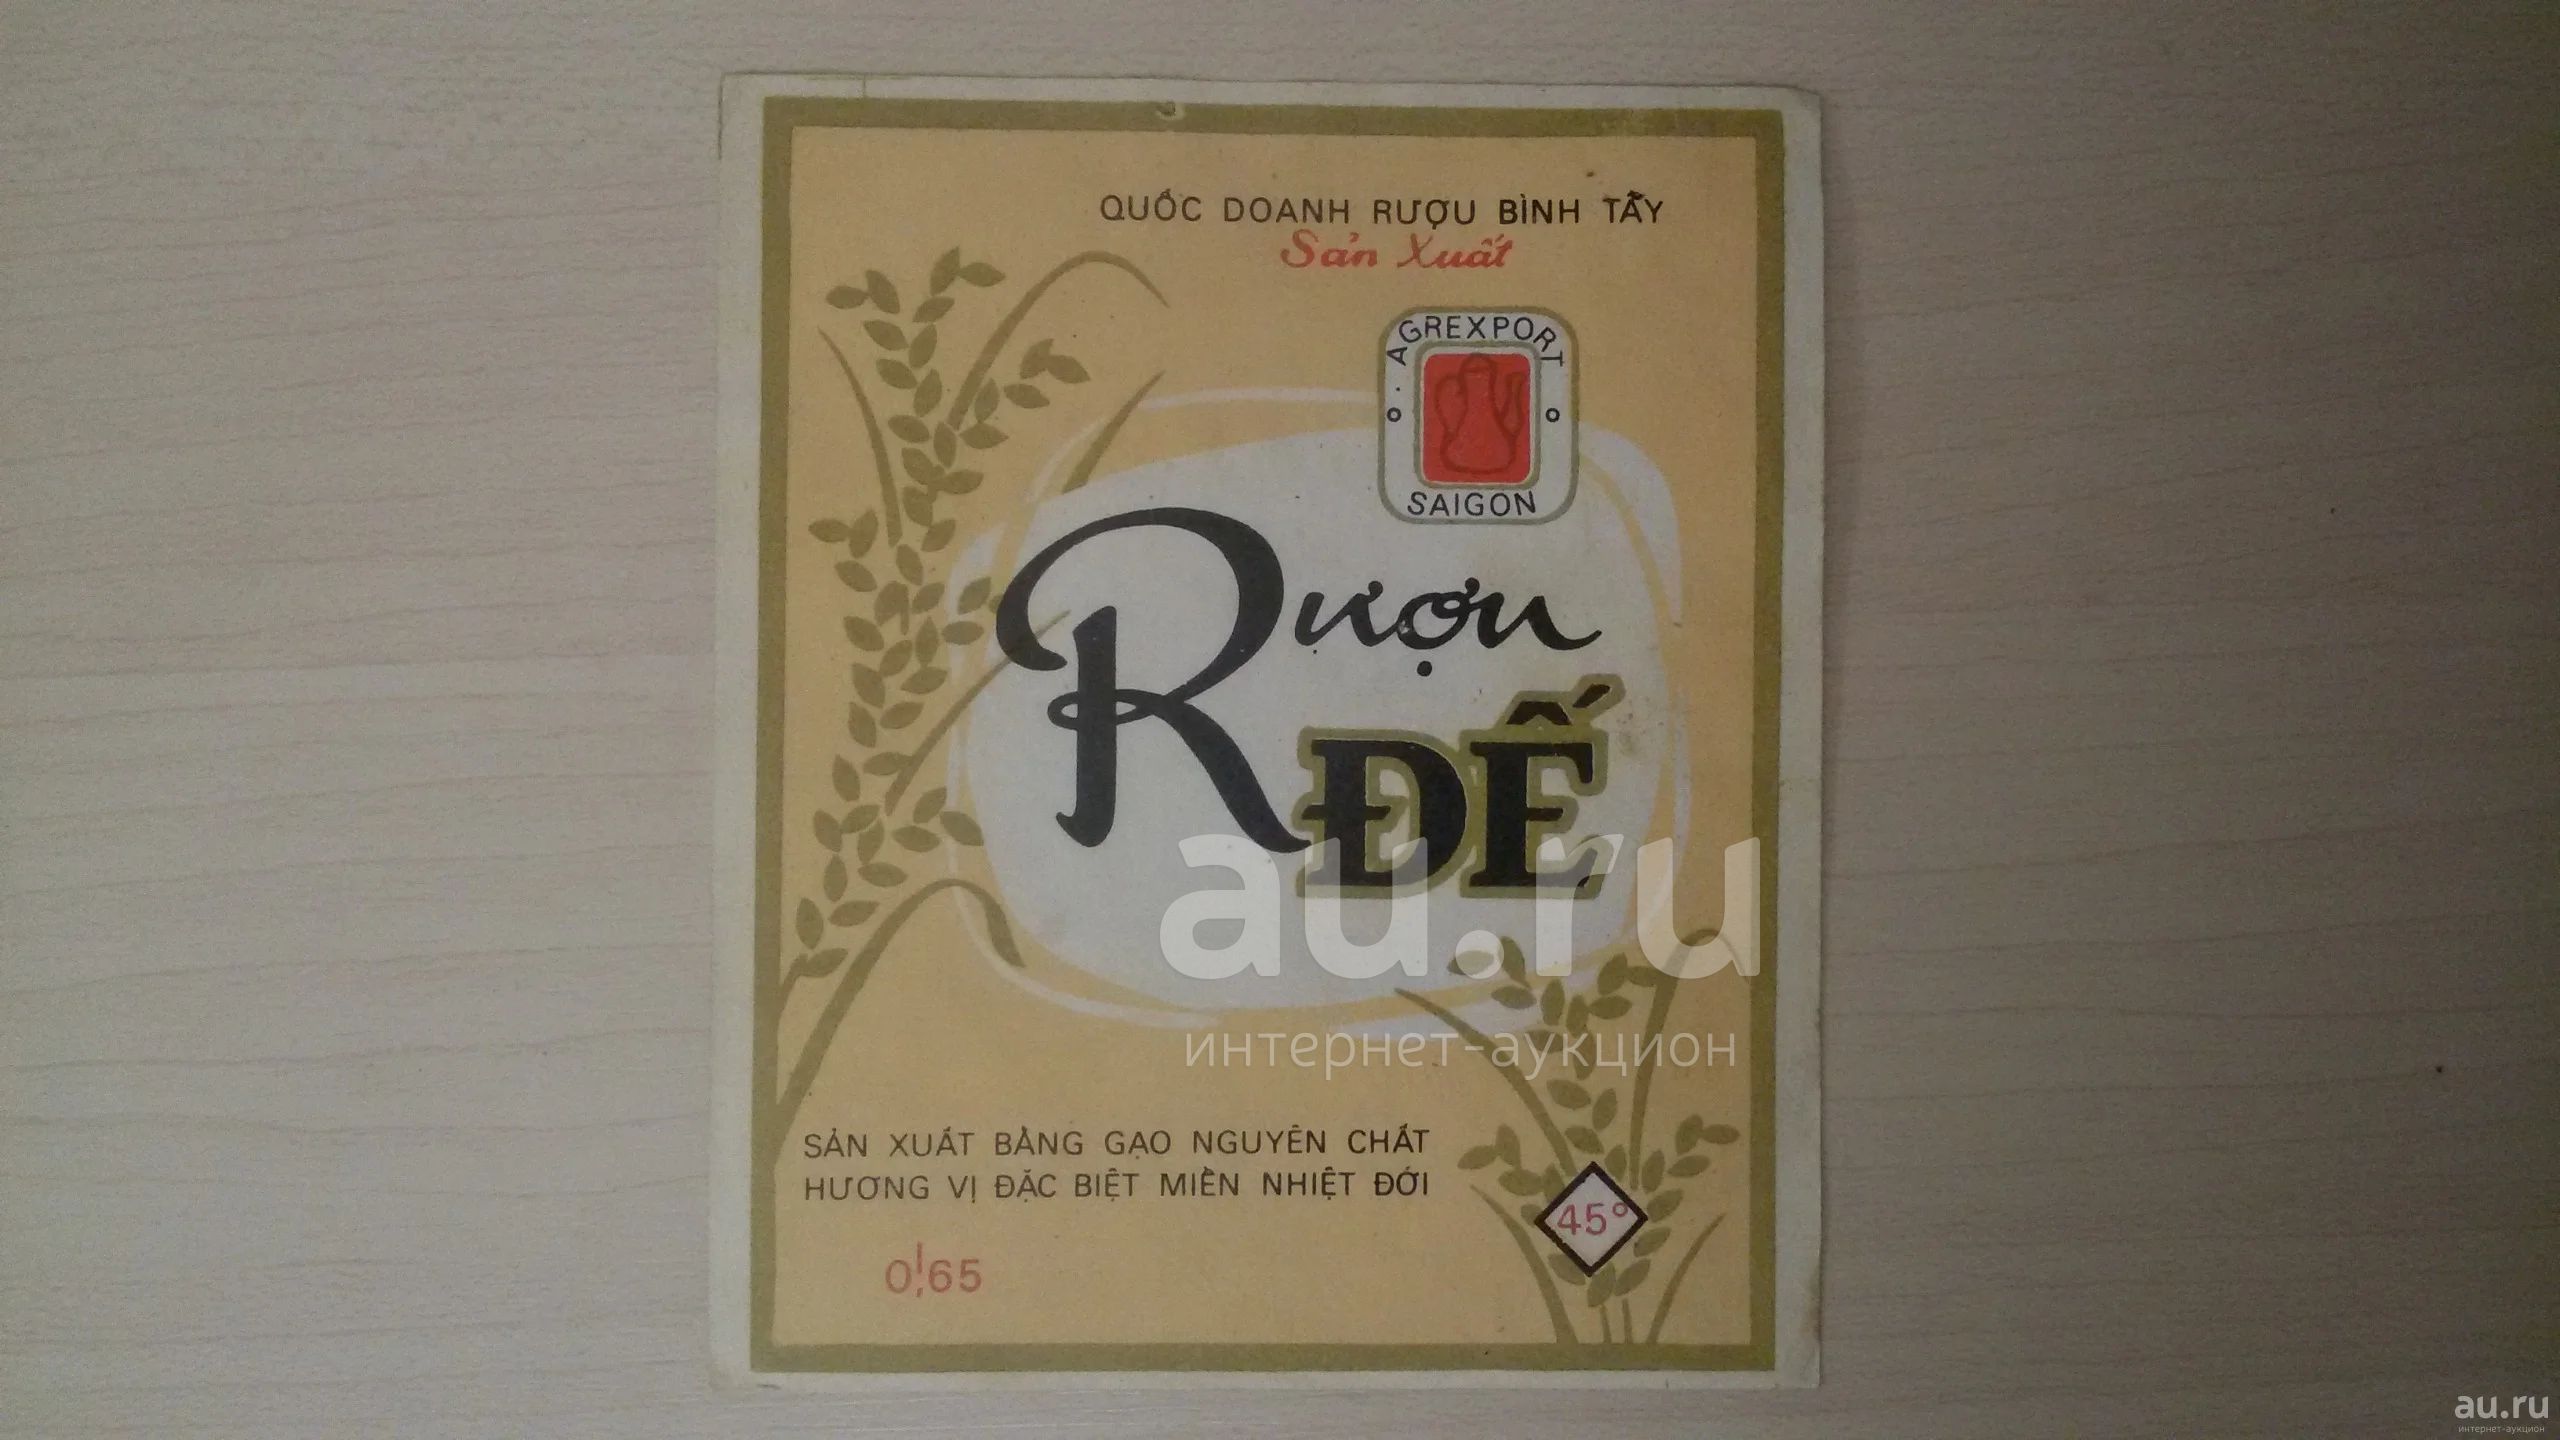 QUỐC DOANH RƯỢU BÌNH TÂY
Sản Xuất
AGREXPORT
SAIGON
Rượu
ĐẾ
au.ru
интернет-аукцион
SẢN XUẤT BẰNG GẠO NGUYÊN CHẤT
HƯƠNG VỊ ĐẶC BIỆT MIỀN NHIỆT ĐỚI
45°
0l,65
au.ru
интернет-аукцион